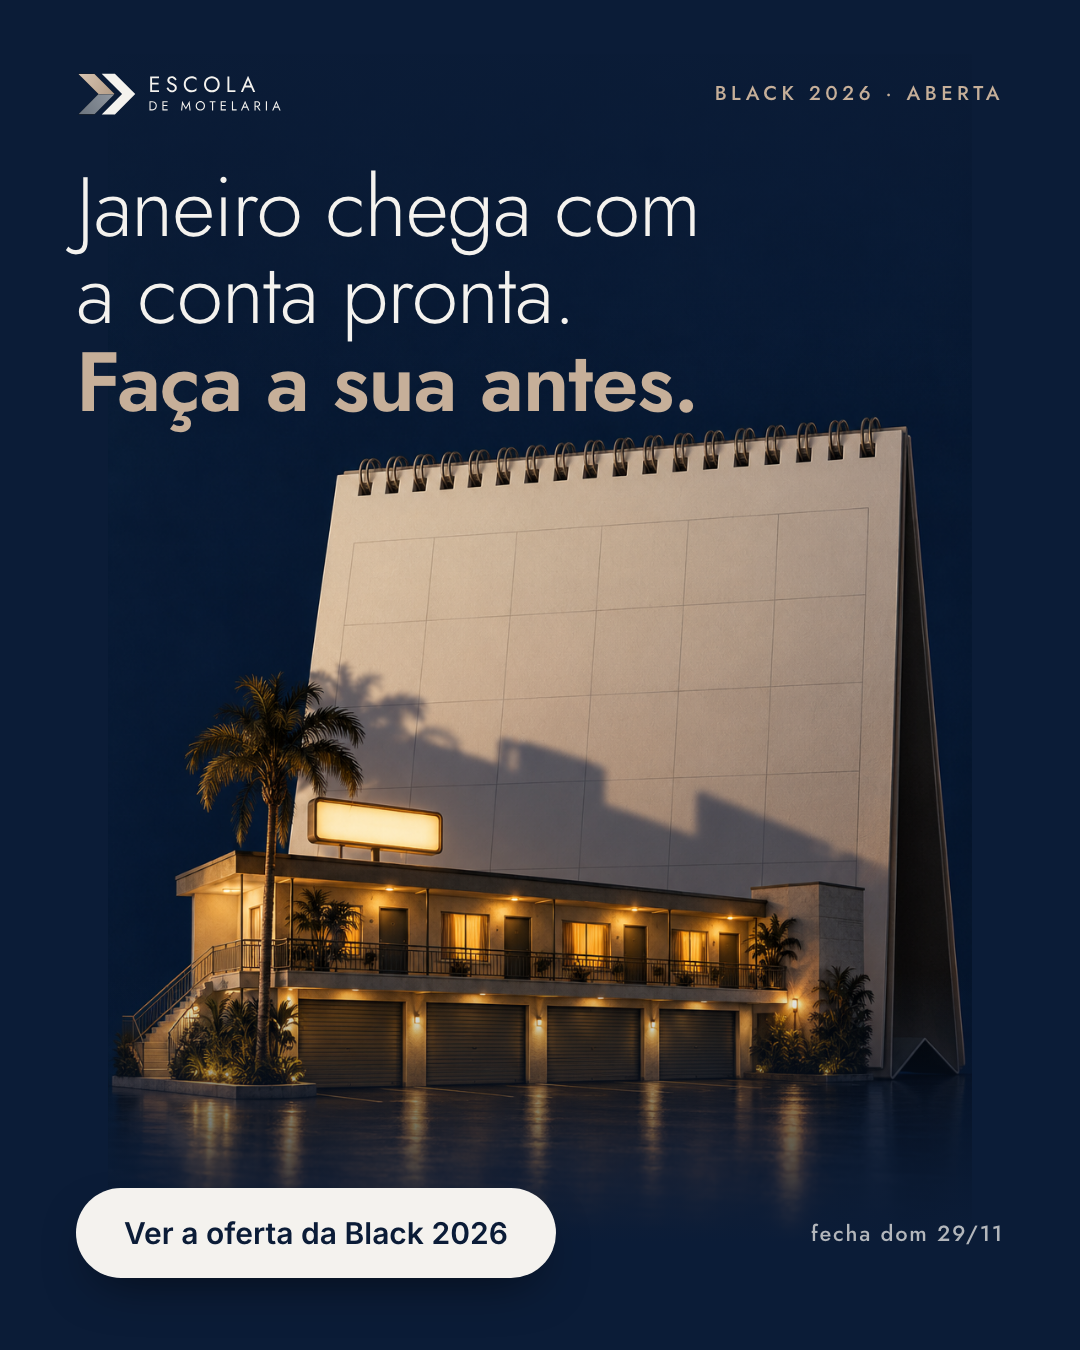 ESCOLA
DE MOTELARIA
BLACK 2026 · ABERTA
Janeiro chega com
a conta pronta.
Faça a sua antes.
Ver a oferta da Black 2026
fecha dom 29/11